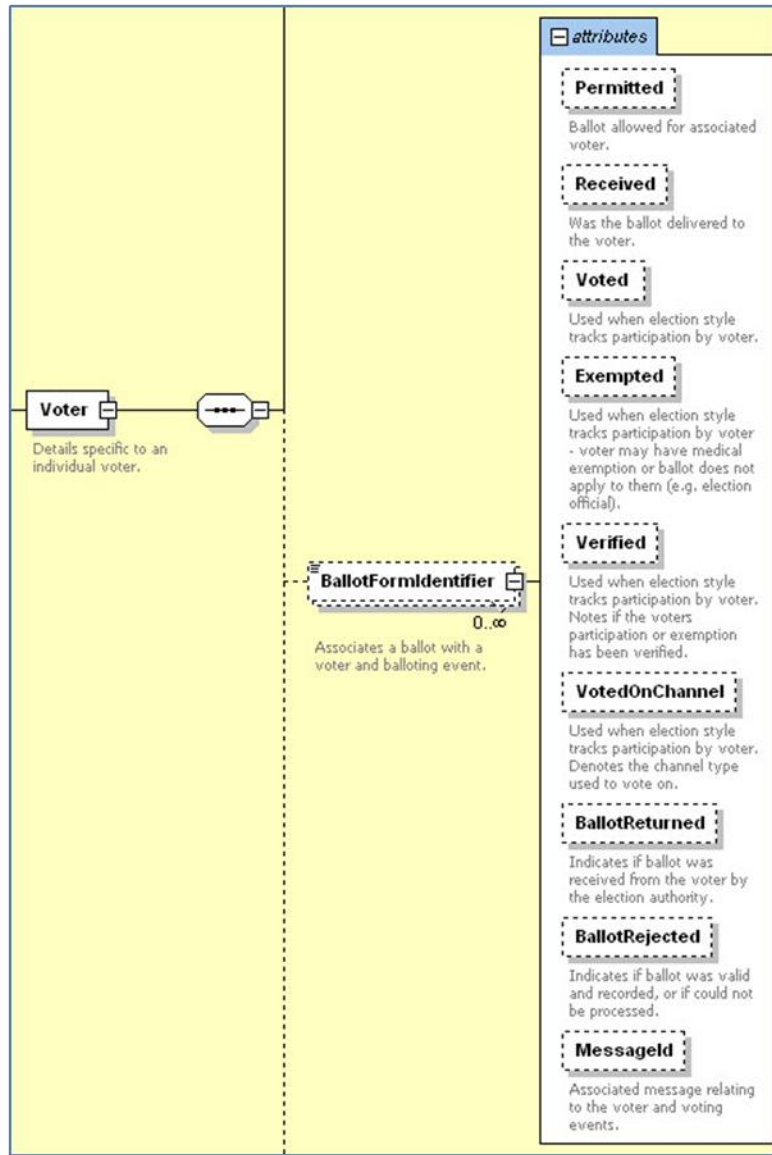 attributes
Permitted
Ballot allowed for associated
voter.
Received
Was the ballot delivered to
the voter.
Voted
Used when election style
tracks participation by voter.
Exempted
Used when election style
tracks participation by voter
- voter may have medical
exemption or ballot does not
apply to them (e.g. election
official).
Voter
Details specific to an
individual voter.
Verified
Used when election style
tracks participation by voter.
Notes if the voters
participation or exemption
has been verified.
BallotFormIdentifier
0..∞
Associates a ballot with a
voter and balloting event.
VotedOnChannel
Used when election style
tracks participation by voter.
Denotes the channel type
used to vote on.
BallotReturned
Indicates if ballot was
received from the voter by
the election authority.
BallotRejected
Indicates if ballot was valid
and recorded, or if could not
be processed.
MessageId
Associated message relating
to the voter and voting
events.